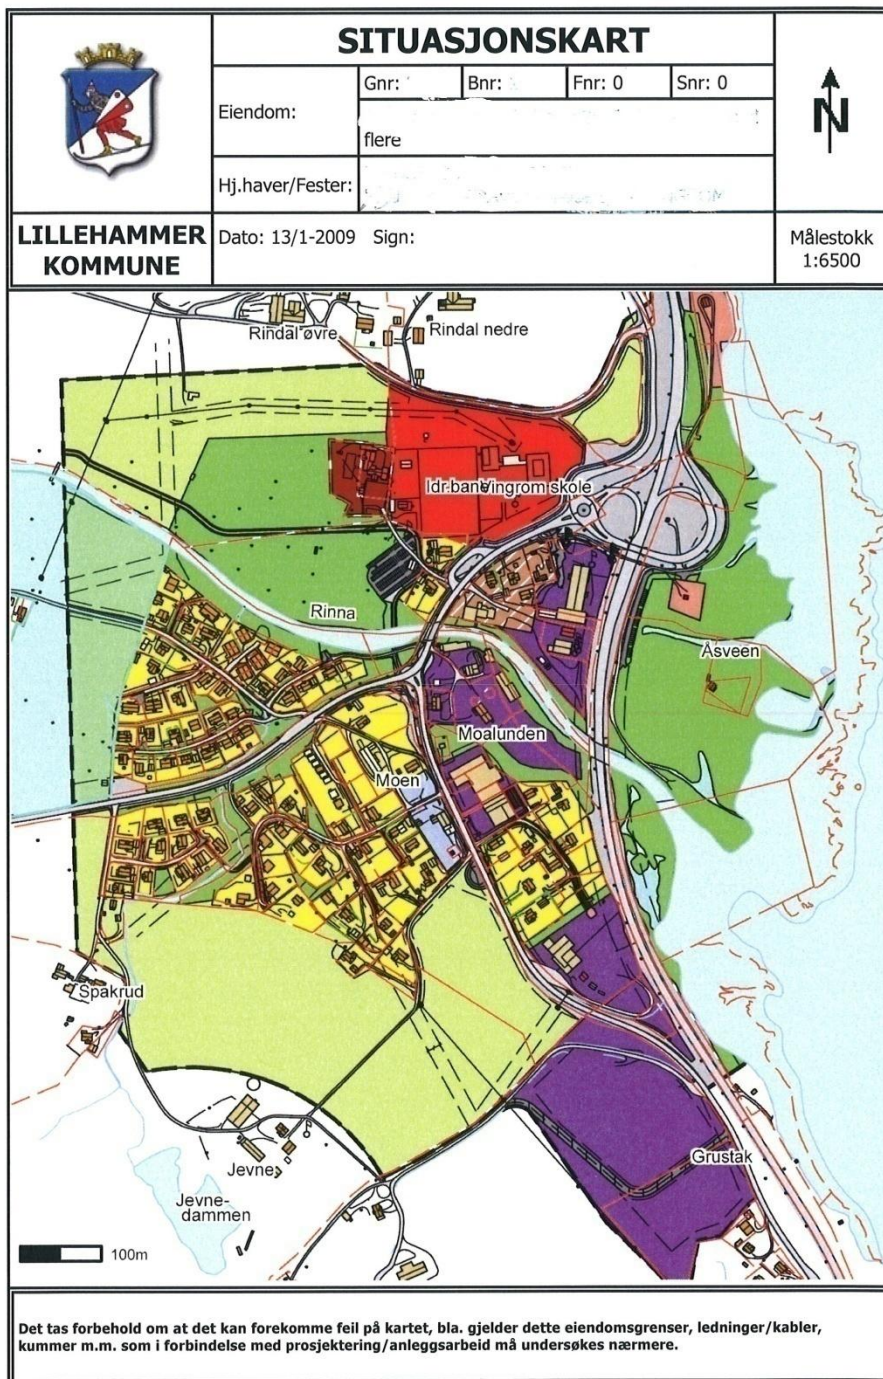 SITUASJONSKART
Eiendom:
Gnr:
Bnr:
Fnr: 0
Snr: 0
flere
Hj.haver/Fester:
N
LILLEHAMMER
KOMMUNE
Dato: 13/1-2009 Sign:
Målestokk
1:6500
Rindal øvre
Rindal nedre
Idr.bane
Vingrom skole
Rinna
Åsveen
Moalunden
Moen
Spakrud
Grustak
Jevne
Jevne-
dammen
100m
Det tas forbehold om at det kan forekomme feil på kartet, bla. gjelder dette eiendomsgrenser, ledninger/kabler,
kummer m.m. som i forbindelse med prosjektering/anleggsarbeid må undersøkes nærmere.